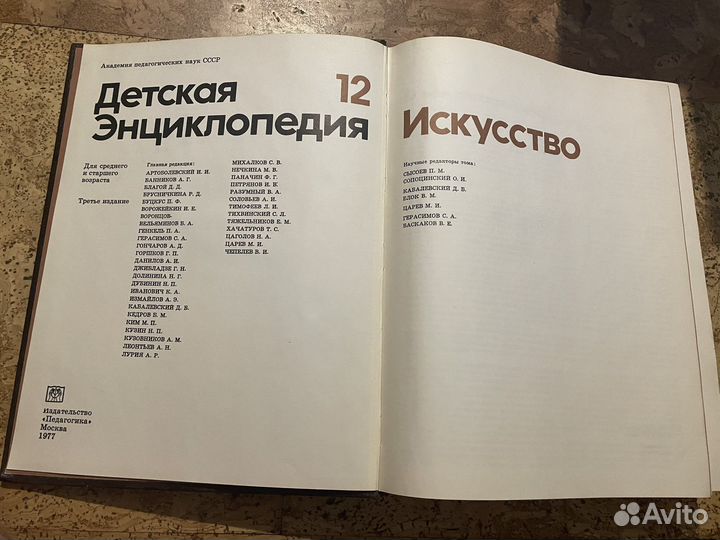 Академия педагогических наук СССР
Детская 12
Энциклопедия
Для среднего
и старшего
возраста
Третье издание
Главная редакция:
АРТОБОЛЕВСКИЙ И. И.
БАННИКОВ А. Г.
БЛАГОЙ Д. Д.
БРУСНИЧКИНА Р. Д.
БУЦКУС П. Ф.
ВОРОЖЕЙКИН И. Е.
ВОРОНЦОВ-
ВЕЛЬЯМИНОВ Б. А.
ГЕНКЕЛЬ П. А.
ГЕРАСИМОВ С. А.
ГОНЧАРОВ А. Д.
ГОРШКОВ Г. П.
ДАНИЛОВ А. И.
ДЖИБЛАДЗЕ Г. Н.
ДОЛИНИНА Н. Г.
ДУБИНИН Н. П.
ИВАНОВИЧ К. А.
ИЗМАЙЛОВ А. Э.
КАБАЛЕВСКИЙ Д. Б.
КЕДРОВ Б. М.
КИМ М. П.
КУЗИН Н. П.
КУЗОВНИКОВ А. М.
ЛЕОНТЬЕВ А. Н.
ЛУРИЯ А. Р.
МИХАЛКОВ С. В.
НЕЧКИНА М. В.
ПАНАЧИН Ф. Г.
ПЕТРЯНОВ И. В.
РАЗУМНЫЙ В. А.
СОЛОВЬЕВ А. И.
ТИМОФЕЕВ Л. И.
ТИХВИНСКИЙ С. Л.
ТЯЖЕЛЬНИКОВ Е. М.
ХАЧАТУРОВ Т. С.
ЦАГОЛОВ Н. А.
ЦАРЕВ М. И.
ЧЕПЕЛЕВ В. И.
Издательство
«Педагогика»
Москва
1977
Искусство
Научные редакторы тома:
СЫСОЕВ П. М.
СОПОЦИНСКИЙ О. И.
КАБАЛЕВСКИЙ Д. Б.
ЕЛОК В. М.
ЦАРЕВ М. И.
ГЕРАСИМОВ С. А.
БАСКАКОВ В. Е.
Avito